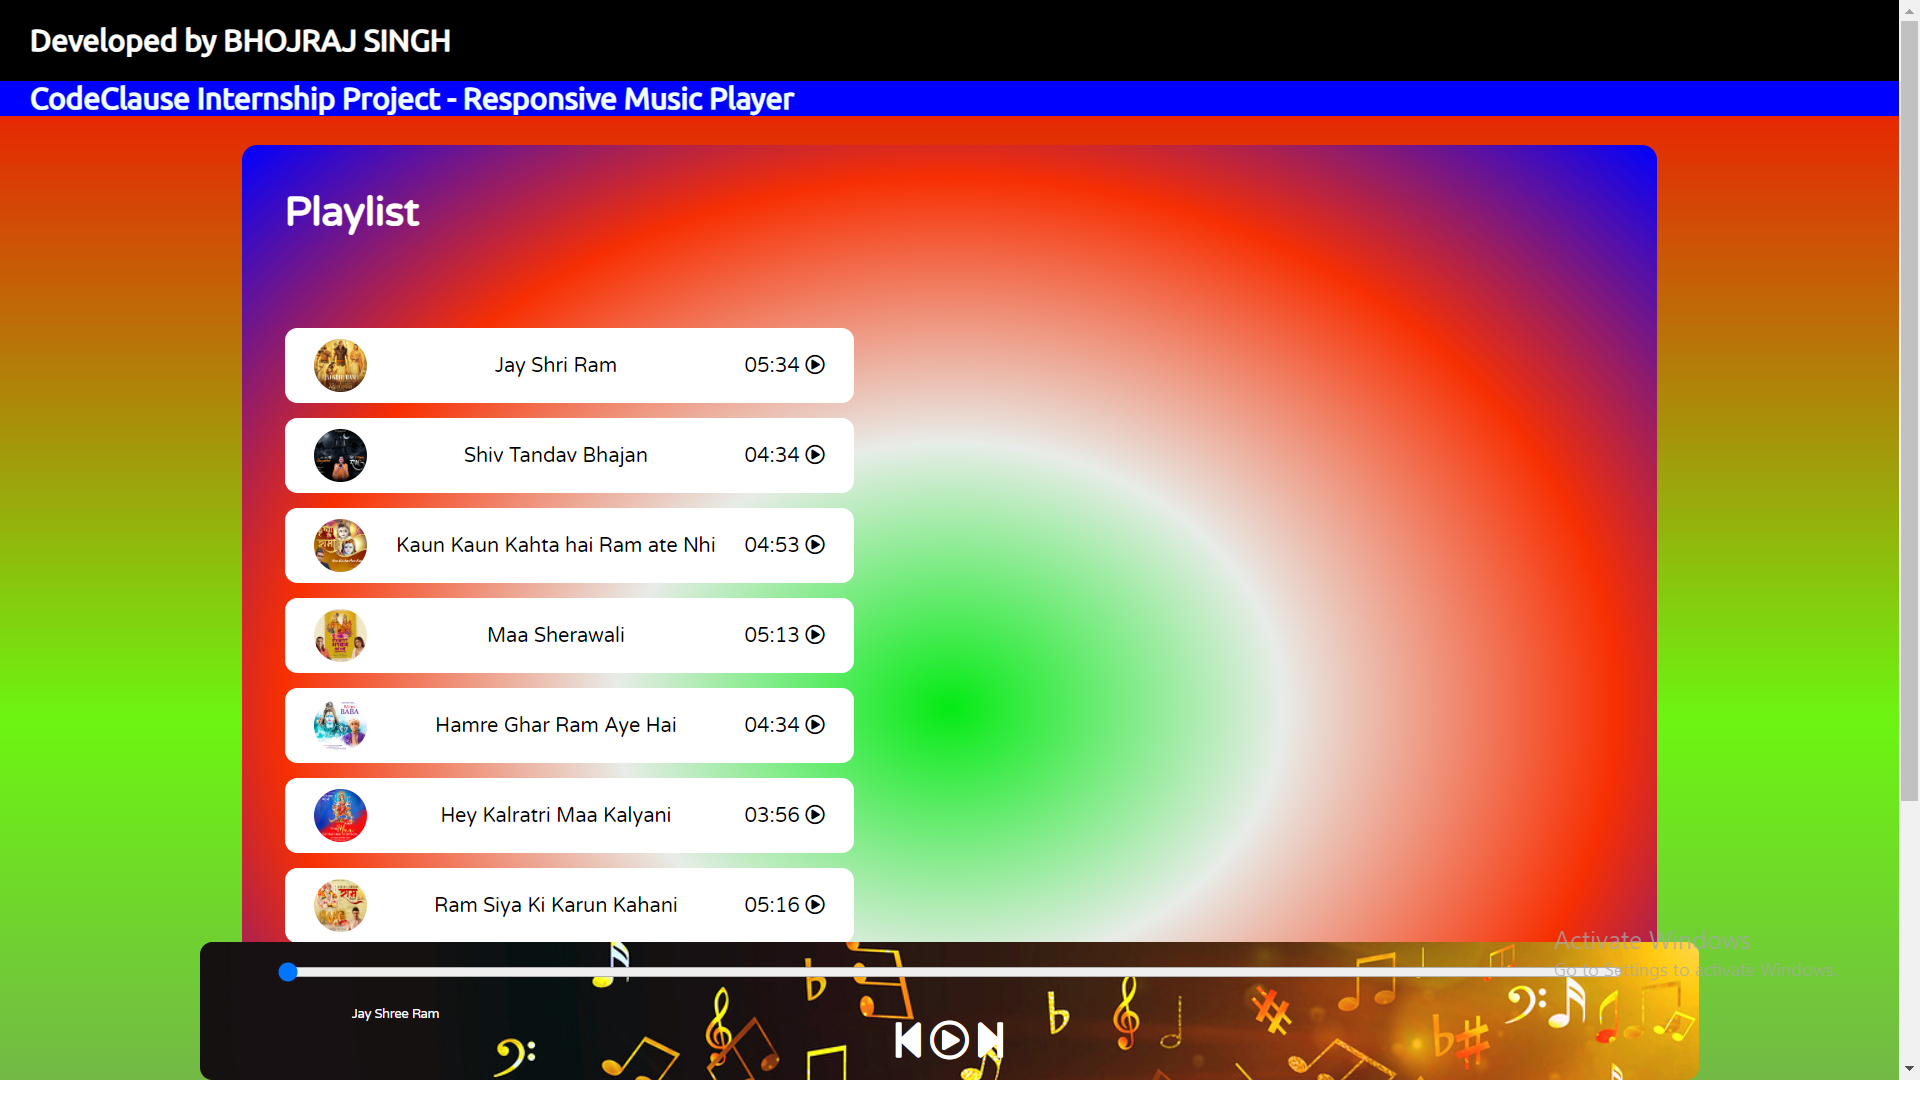 Developed by BHOJRAJ SINGH
CodeClause Internship Project - Responsive Music Player
Playlist
Jay Shri Ram 05:34
Shiv Tandav Bhajan 04:34
Kaun Kaun Kahta hai Ram ate Nhi 04:53
Maa Sherawali 05:13
BABA
Hamre Ghar Ram Aye Hai 04:34
Hey Kalratri Maa Kalyani 03:56
Ram Siya Ki Karun Kahani 05:16
Activate Windows
Go to Settings to activate Windows.
Jay Shree Ram